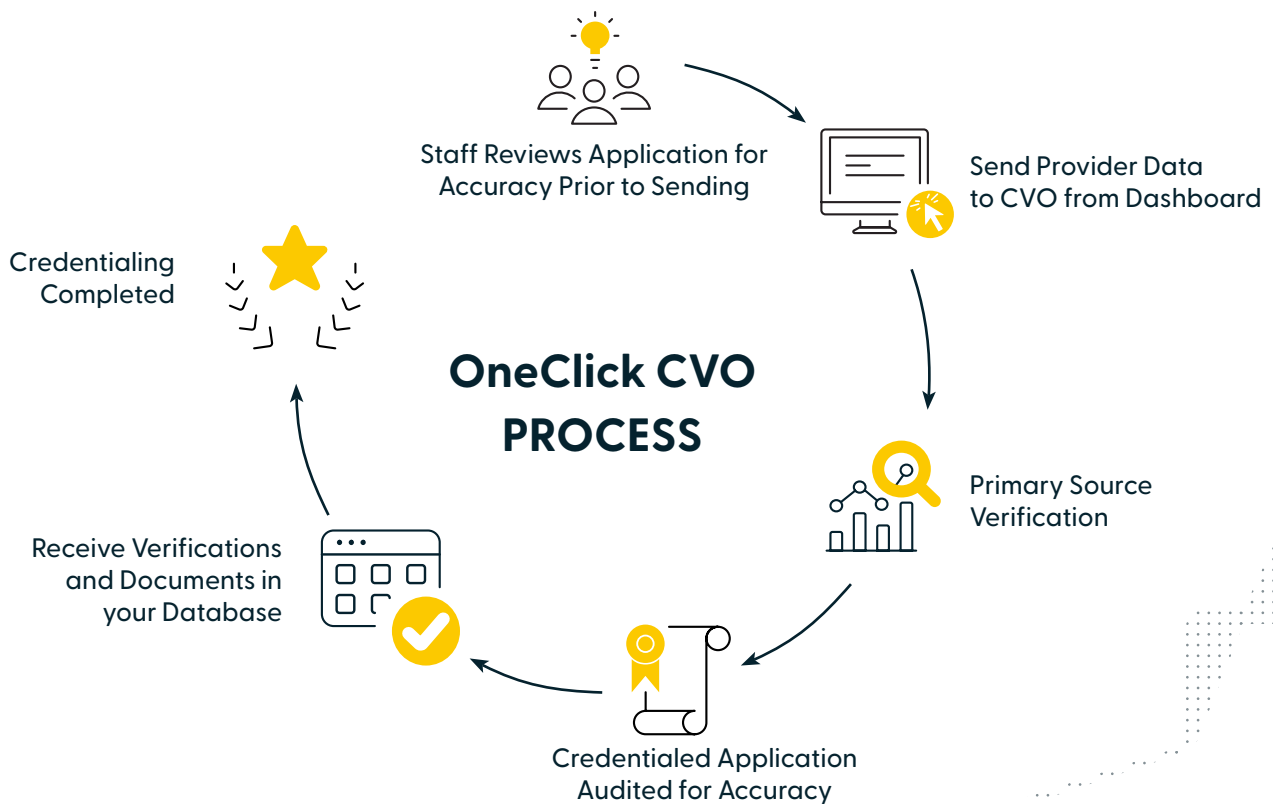 Staff Reviews Application for
Accuracy Prior to Sending
Send Provider Data
to CVO from Dashboard
Credentialing
Completed
OneClick CVO
PROCESS
Primary Source
Verification
Receive Verifications
and Documents in
your Database
Credentialed Application
Audited for Accuracy